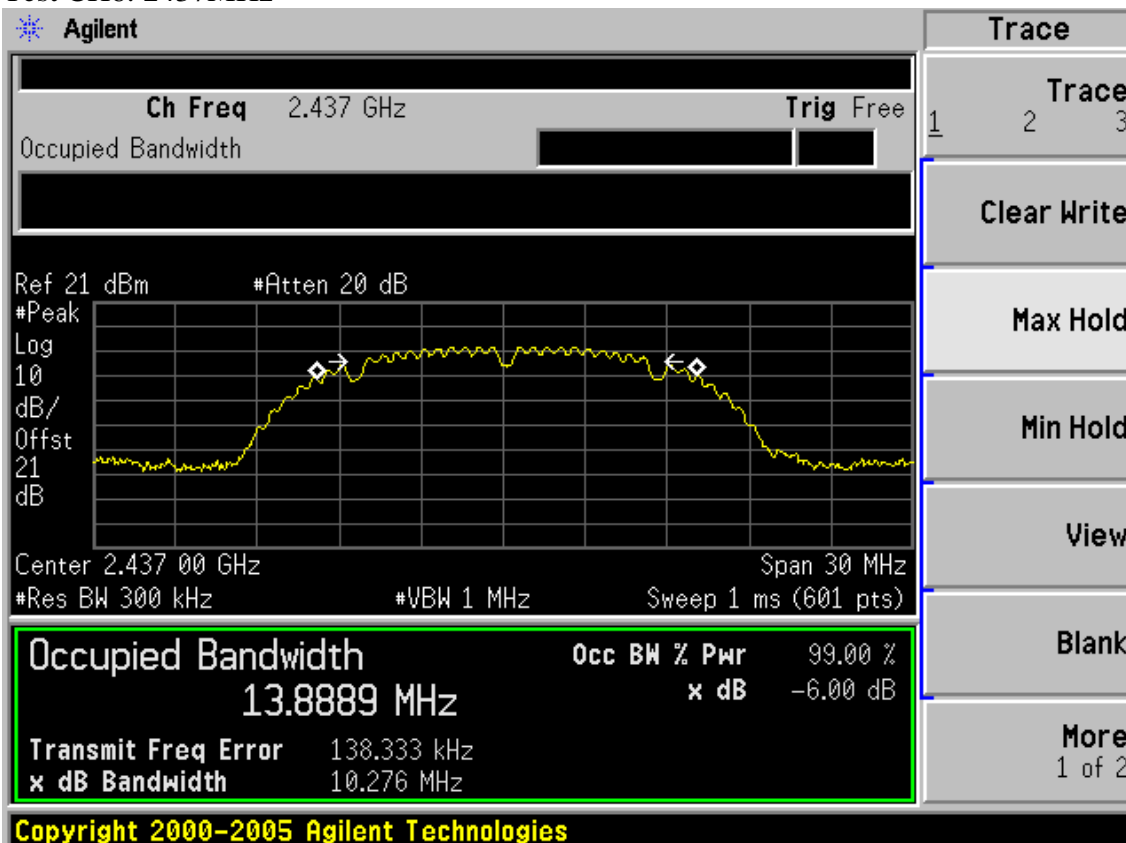 Agilent
Trace
Ch Freq 2.437 GHz Trig Free
Occupied Bandwidth
Trace
1 2 3
Clear Write
Max Hold
Min Hold
View
Blank
More
1 of 2
Ref 21 dBm #Atten 20 dB
#Peak
Log
10
dB/
Offst
21
dB
Center 2.437 00 GHz Span 30 MHz
#Res BW 300 kHz #VBW 1 MHz Sweep 1 ms (601 pts)
Occupied Bandwidth Occ BW % Pwr 99.00 %
13.8889 MHz x dB -6.00 dB
Transmit Freq Error 138.333 kHz
x dB Bandwidth 10.276 MHz
Copyright 2000-2005 Agilent Technologies